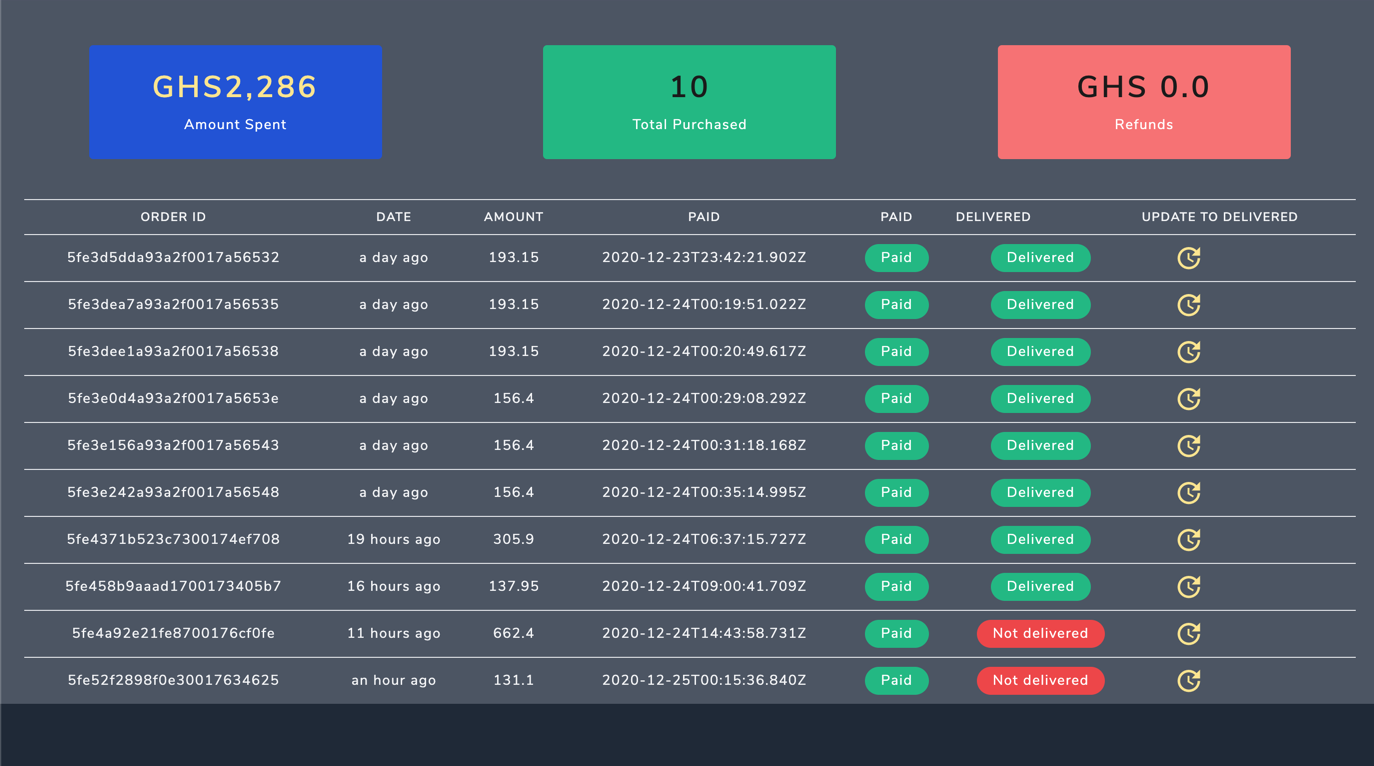 GHS2,286 10 GHS 0.0
Amount Spent Total Purchased Refunds
ORDER ID DATE AMOUNT PAID PAID DELIVERED UPDATE TO DELIVERED
5fe3d5dda93a2f0017a56532 a day ago 193.15 2020-12-23T23:42:21.902Z Paid Delivered
5fe3dea7a93a2f0017a56535 a day ago 193.15 2020-12-24T00:19:51.022Z Paid Delivered
5fe3dee1a93a2f0017a56538 a day ago 193.15 2020-12-24T00:20:49.617Z Paid Delivered
5fe3e0d4a93a2f0017a5653e a day ago 156.4 2020-12-24T00:29:08.292Z Paid Delivered
5fe3e156a93a2f0017a56543 a day ago 156.4 2020-12-24T00:31:18.168Z Paid Delivered
5fe3e242a93a2f0017a56548 a day ago 156.4 2020-12-24T00:35:14.995Z Paid Delivered
5fe4371b523c7300174ef708 19 hours ago 305.9 2020-12-24T06:37:15.727Z Paid Delivered
5fe458b9aaad1700173405b7 16 hours ago 137.95 2020-12-24T09:00:41.709Z Paid Delivered
5fe4a92e21fe8700176cf0fe 11 hours ago 662.4 2020-12-24T14:43:58.731Z Paid Not delivered
5fe52f2898f0e30017634625 an hour ago 131.1 2020-12-25T00:15:36.840Z Paid Not delivered